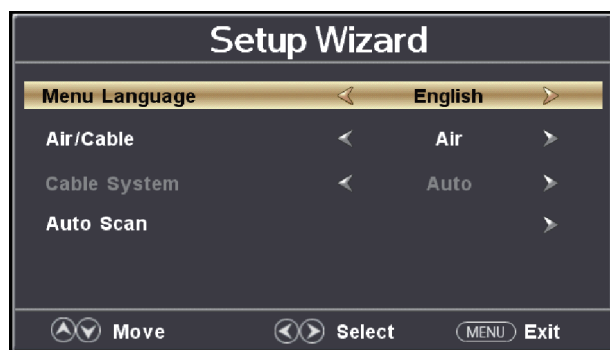 Setup Wizard
Menu Language English
Air/Cable Air
Cable System Auto
Auto Scan
Move Select MENU Exit